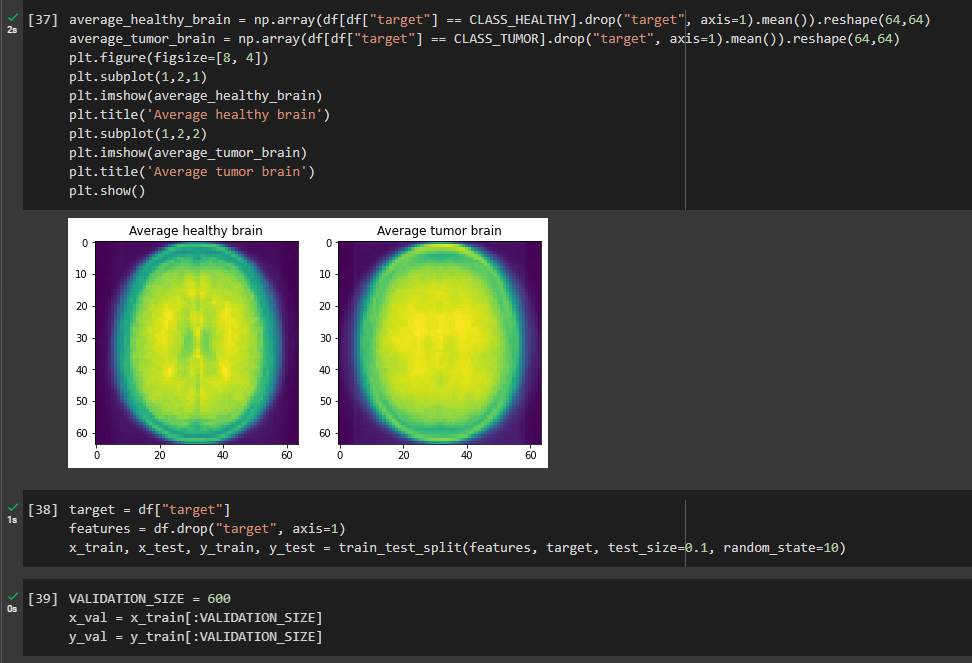 [37] average_healthy_brain = np.array(df[df["target"] == CLASS_HEALTHY].drop("target", axis=1).mean()).reshape(64,64)
2s
average_tumor_brain = np.array(df[df["target"] == CLASS_TUMOR].drop("target", axis=1).mean()).reshape(64,64)
plt.figure(figsize=[8, 4])
plt.subplot(1,2,1)
plt.imshow(average_healthy_brain)
plt.title('Average healthy brain')
plt.subplot(1,2,2)
plt.imshow(average_tumor_brain)
plt.title('Average tumor brain')
plt.show()
Average healthy brain
0
10
20
30
40
50
60
0 20 40 60
Average tumor brain
0
10
20
30
40
50
60
0 20 40 60
[38] target = df["target"]
1s
features = df.drop("target", axis=1)
x_train, x_test, y_train, y_test = train_test_split(features, target, test_size=0.1, random_state=10)
[39] VALIDATION_SIZE = 600
0s
x_val = x_train[:VALIDATION_SIZE]
y_val = y_train[:VALIDATION_SIZE]